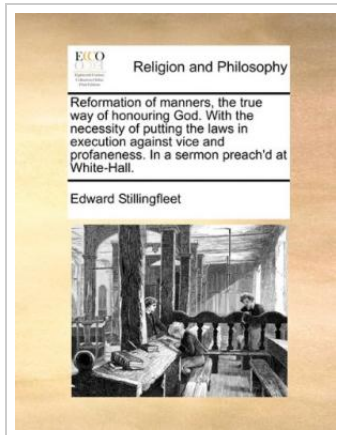 ECCO
Religion and Philosophy
Reformation of manners, the true
way of honouring God. With the
necessity of putting the laws in
execution against vice and
profaneness. In a sermon preach'd at
White-Hall.
Edward Stillingfleet